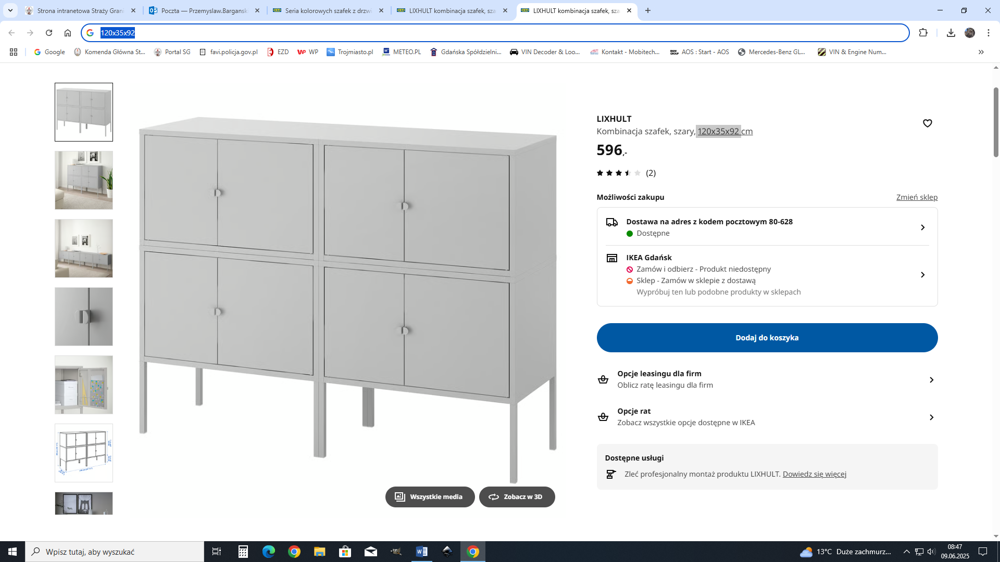 Strona intranetowa Straży Grani
Poczta — Przemyslaw.Bargansk
Seria kolorowych szafek z drzwi
LIXHULT kombinacja szafek, sza
LIXHULT kombinacja szafek, sza
120x35x92
Google
Komenda Główna St...
Portal SG
favi.policja.gov.pl
EZD
WP
Trojmiasto.pl
METEO.PL
Gdańska Spółdzielni...
VIN Decoder & Loo...
Kontakt - Mobitech...
AOS : Start - AOS
Mercedes-Benz GL...
VIN & Engine Num...
LIXHULT
Kombinacja szafek, szary, 120x35x92 cm
596,-
(2)
Możliwości zakupu
Zmień sklep
Dostawa na adres z kodem pocztowym 80-628
Dostępne
IKEA Gdańsk
Zamów i odbierz - Produkt niedostępny
Sklep - Zamów w sklepie z dostawą
Wypróbuj ten lub podobne produkty w sklepach
Dodaj do koszyka
Opcje leasingu dla firm
Oblicz ratę leasingu dla firm
Opcje rat
Zobacz wszystkie opcje dostępne w IKEA
Dostępne usługi
Zleć profesjonalny montaż produktu LIXHULT. Dowiedz się więcej
Wszystkie media
Zobacz w 3D
Wpisz tutaj, aby wyszukać
13°C Duże zachmurz...
08:47
09.06.2025